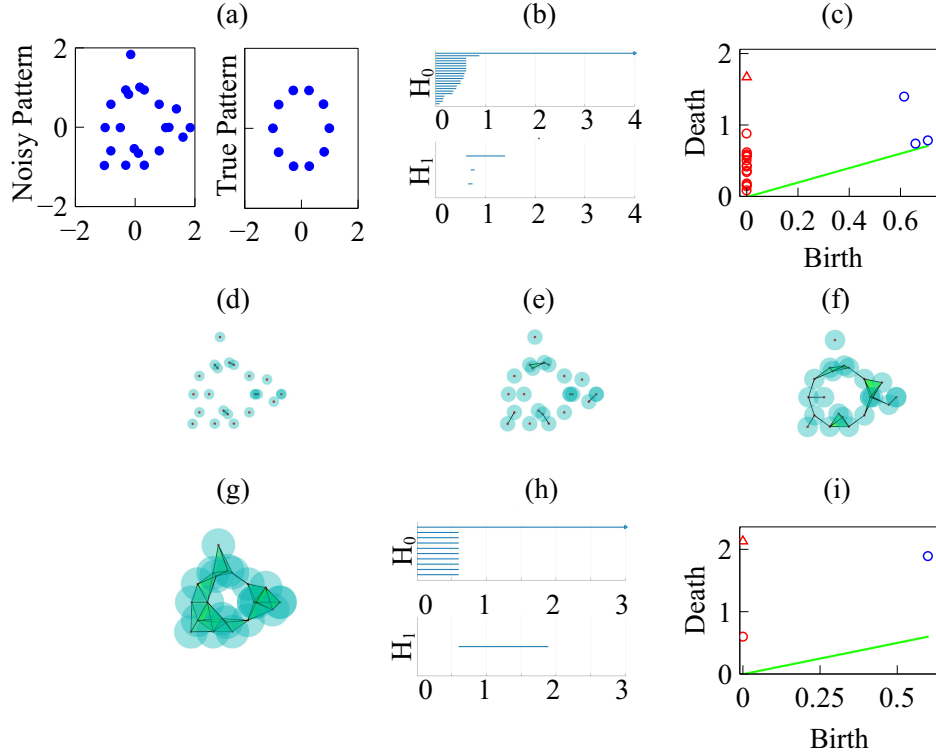 (a)
(b)
(c)
Noisy Pattern
2
0
−2
−2 0 2
True Pattern
−2 0 2
H0
0 1 2 3 4
H1
0 1 2 3 4
Death
2
1
0
0 0.2 0.4 0.6
Birth
(d)
(e)
(f)
(g)
(h)
(i)
H0
0 1 2 3
H1
0 1 2 3
Death
2
1
0
0 0.25 0.5
Birth